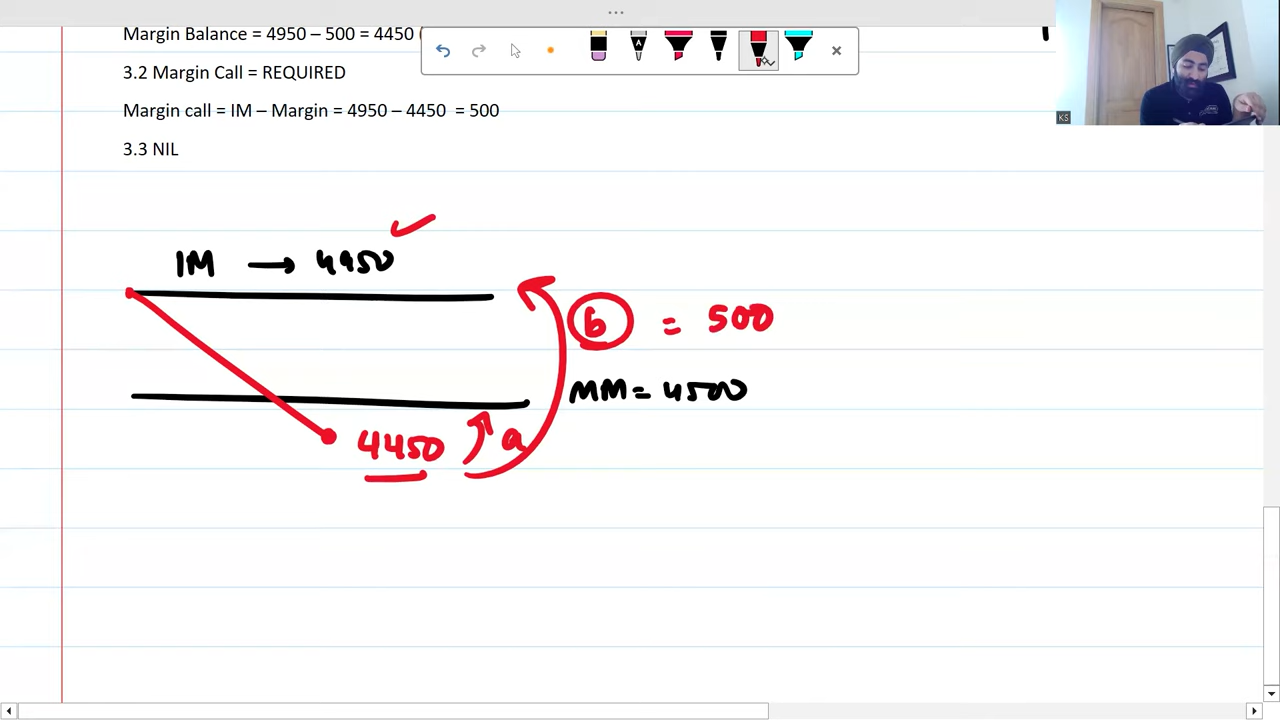 Margin Balance = 4950 – 500 = 4450
3.2 Margin Call = REQUIRED
Margin call = IM – Margin = 4950 – 4450 = 500
3.3 NIL
IM → 4950
b = 500
MM = 4500
4450 a
KS